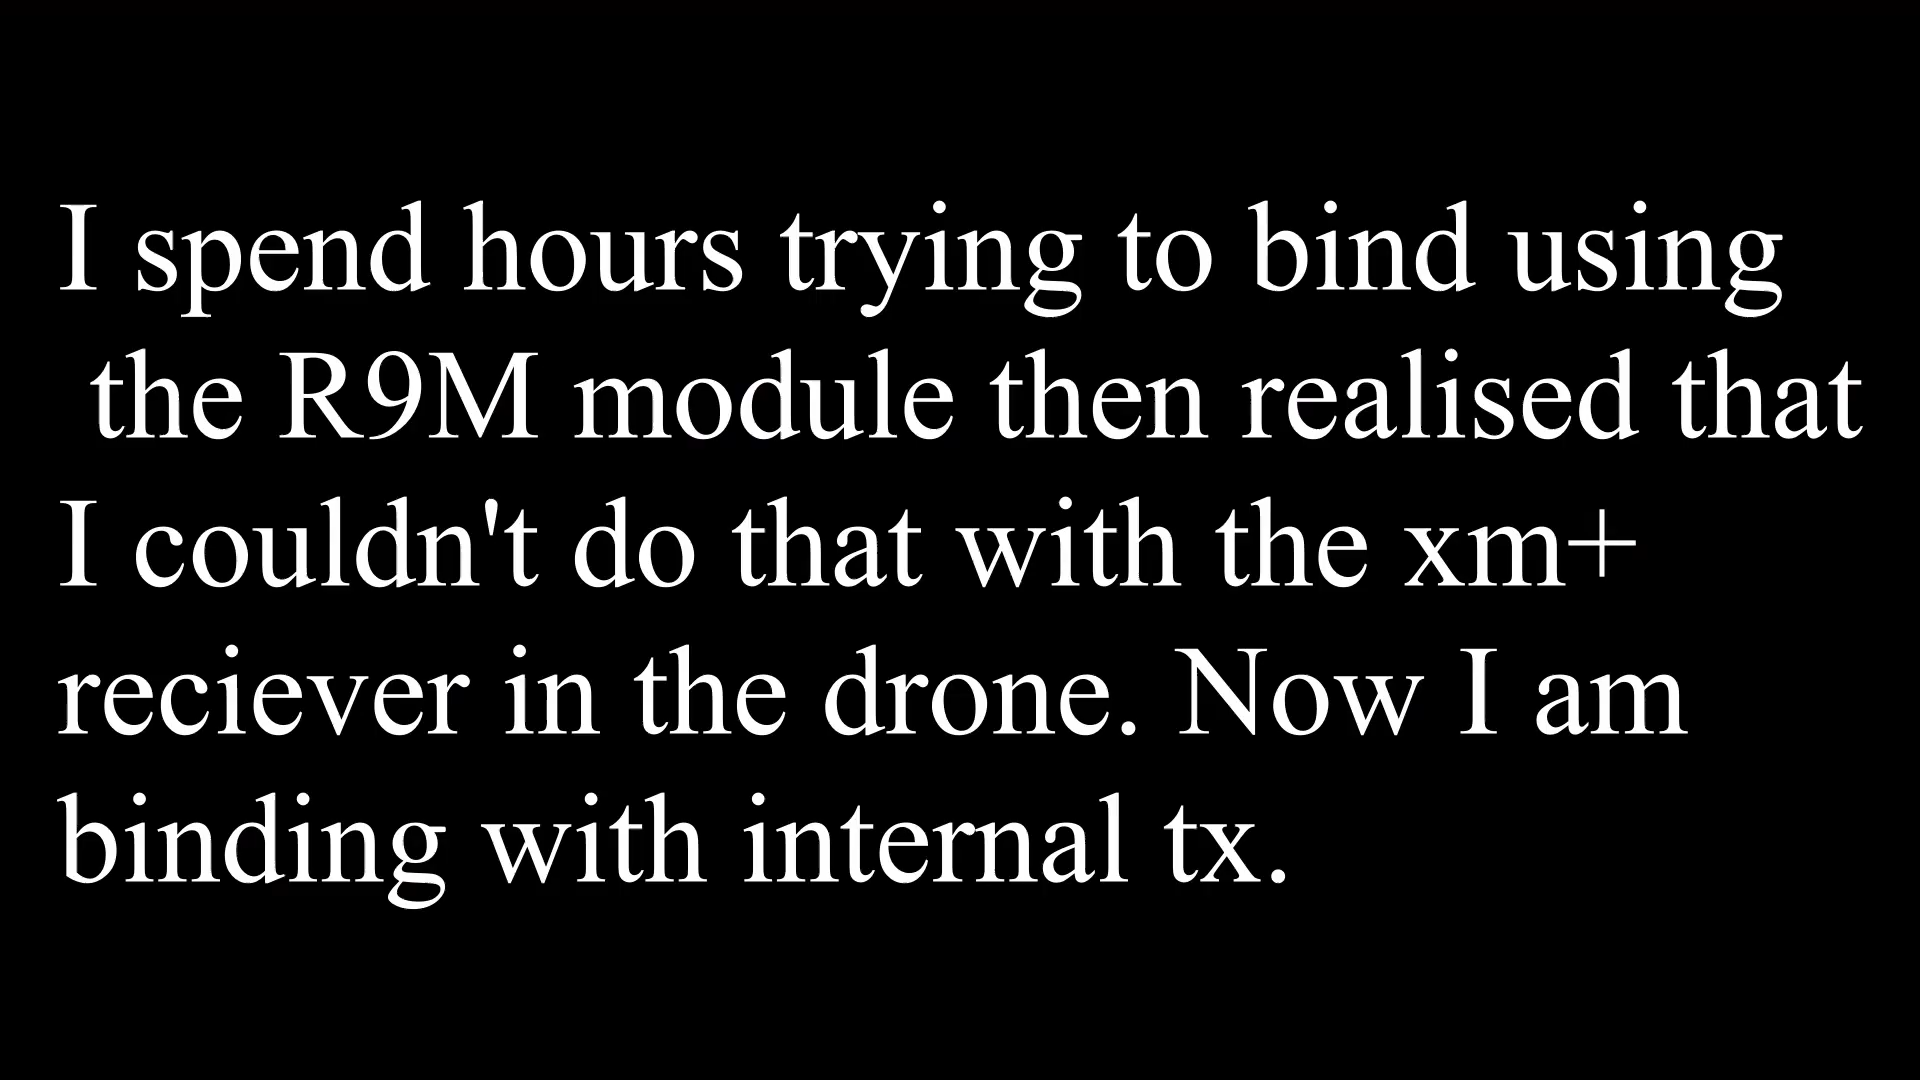 I spend hours trying to bind using
the R9M module then realised that
I couldn't do that with the xm+
reciever in the drone. Now I am
binding with internal tx.